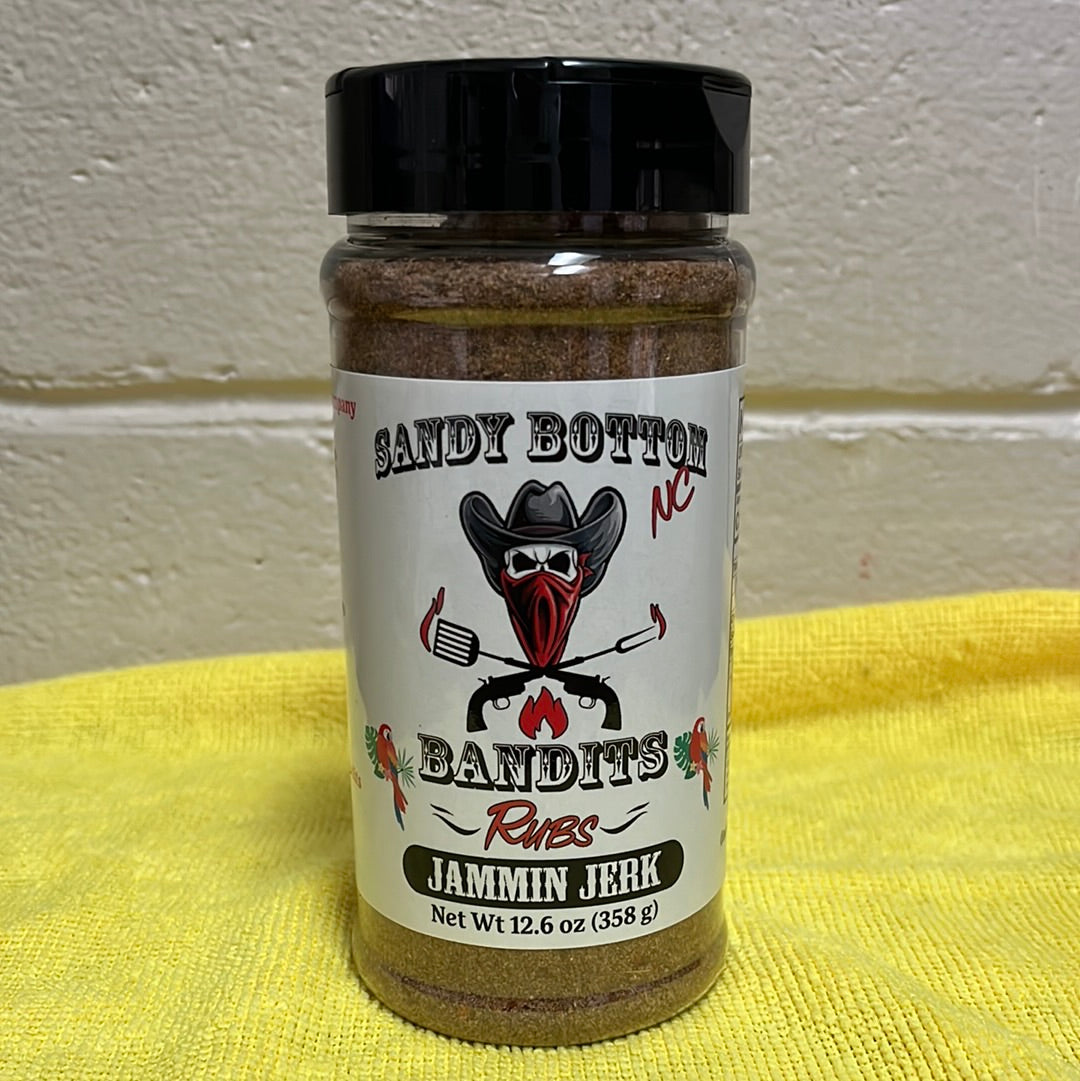 SANDY BOTTOM
NC
BANDITS
RUBS
JAMMIN JERK
Net Wt 12.6 oz (358 g)